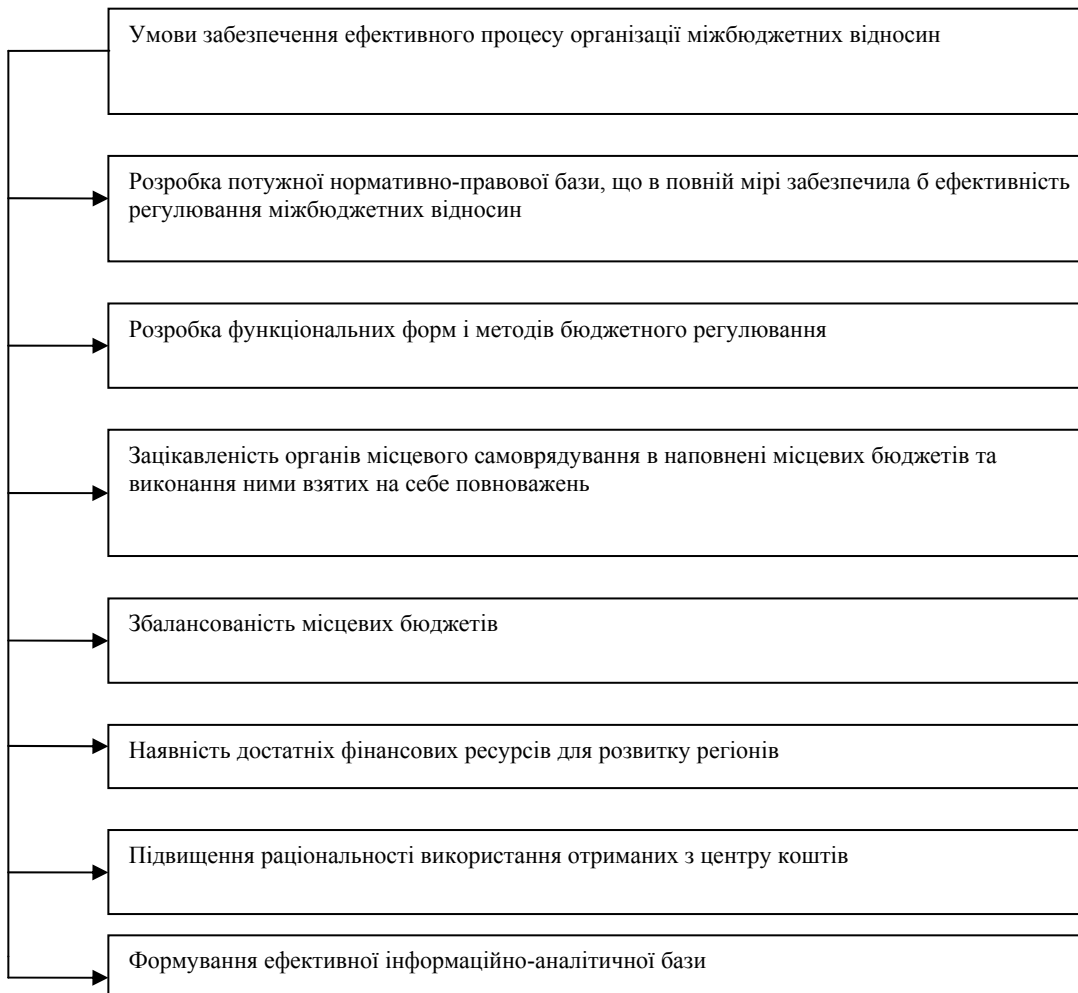 Умови забезпечення ефективного процесу організації міжбюджетних відносин
Розробка потужної нормативно-правової бази, що в повній мірі забезпечила б ефективність
регулювання міжбюджетних відносин
Розробка функціональних форм і методів бюджетного регулювання
Зацікавленість органів місцевого самоврядування в наповнені місцевих бюджетів та
виконання ними взятих на себе повноважень
Збалансованість місцевих бюджетів
Наявність достатніх фінансових ресурсів для розвитку регіонів
Підвищення раціональності використання отриманих з центру коштів
Формування ефективної інформаційно-аналітичної бази